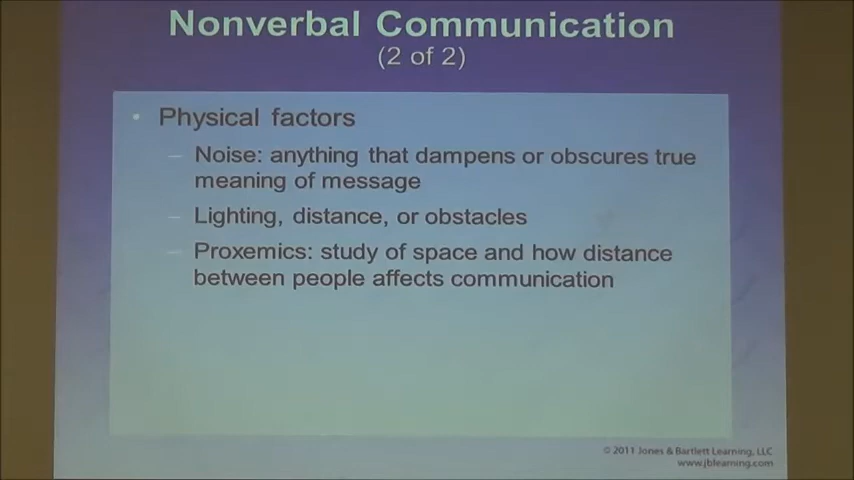 Nonverbal Communication
(2 of 2)
• Physical factors
– Noise: anything that dampens or obscures true
meaning of message
– Lighting, distance, or obstacles
– Proxemics: study of space and how distance
between people affects communication
© 2011 Jones & Bartlett Learning, LLC
www.jblearning.com